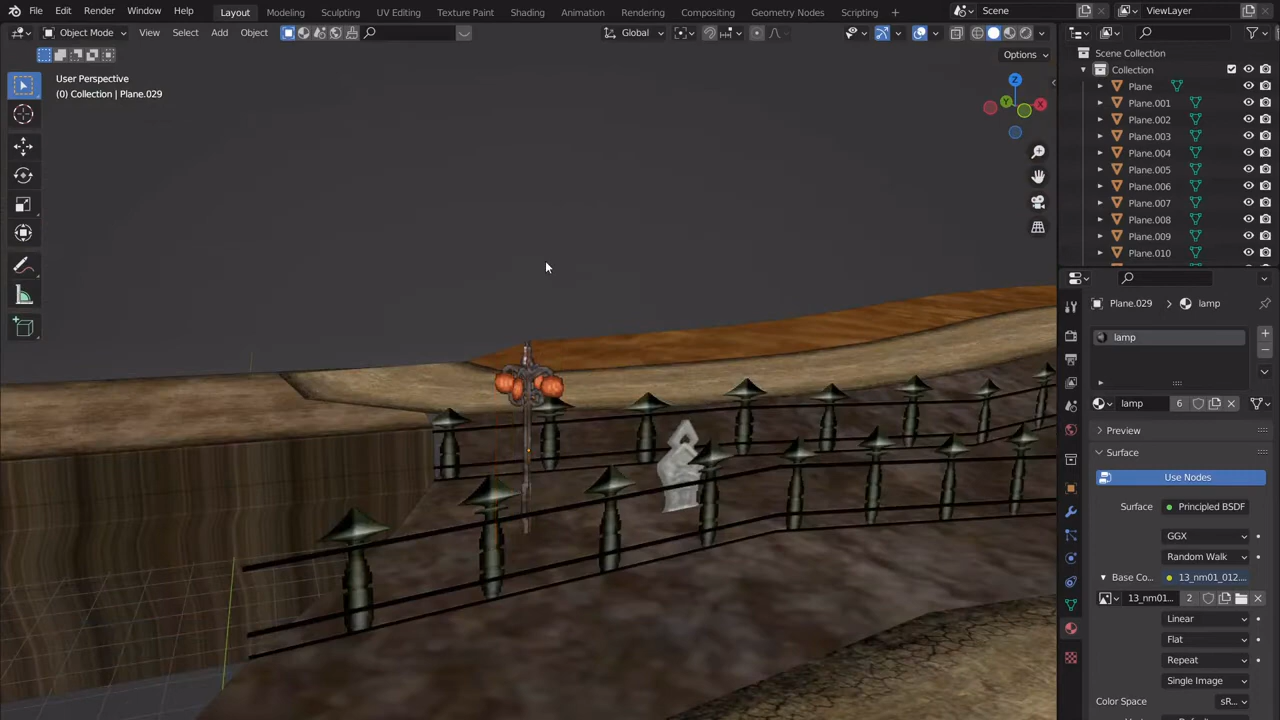 File Edit Render Window Help Layout Modeling Sculpting UV Editing Texture Paint Shading Animation Rendering Compositing Geometry Nodes Scripting + Scene ViewLayer
Object Mode View Select Add Object Global
Options
User Perspective
(0) Collection | Plane.029
Z
Y
X
Scene Collection
Collection
Plane
Plane.001
Plane.002
Plane.003
Plane.004
Plane.005
Plane.006
Plane.007
Plane.008
Plane.009
Plane.010
Plane.029 > lamp
lamp
lamp 6
Preview
Surface
Use Nodes
Surface Principled BSDF
GGX
Random Walk
Base Co... 13_nm01_012....
13_nm01... 2
Linear
Flat
Repeat
Single Image
Color Space sR...